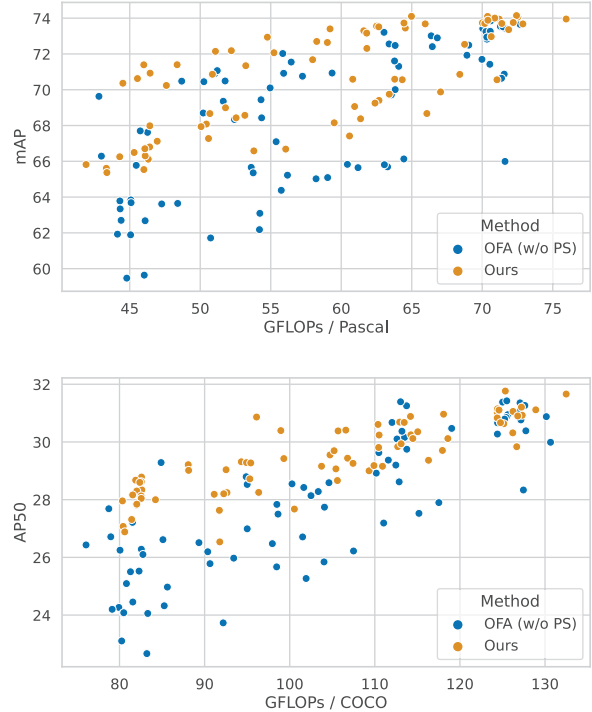 74
72
70
68
66
64
62
60
mAP
45 50 55 60 65 70 75
GFLOPs / Pascal
Method
OFA (w/o PS)
Ours
32
30
28
26
24
AP50
80 90 100 110 120 130
GFLOPs / COCO
Method
OFA (w/o PS)
Ours